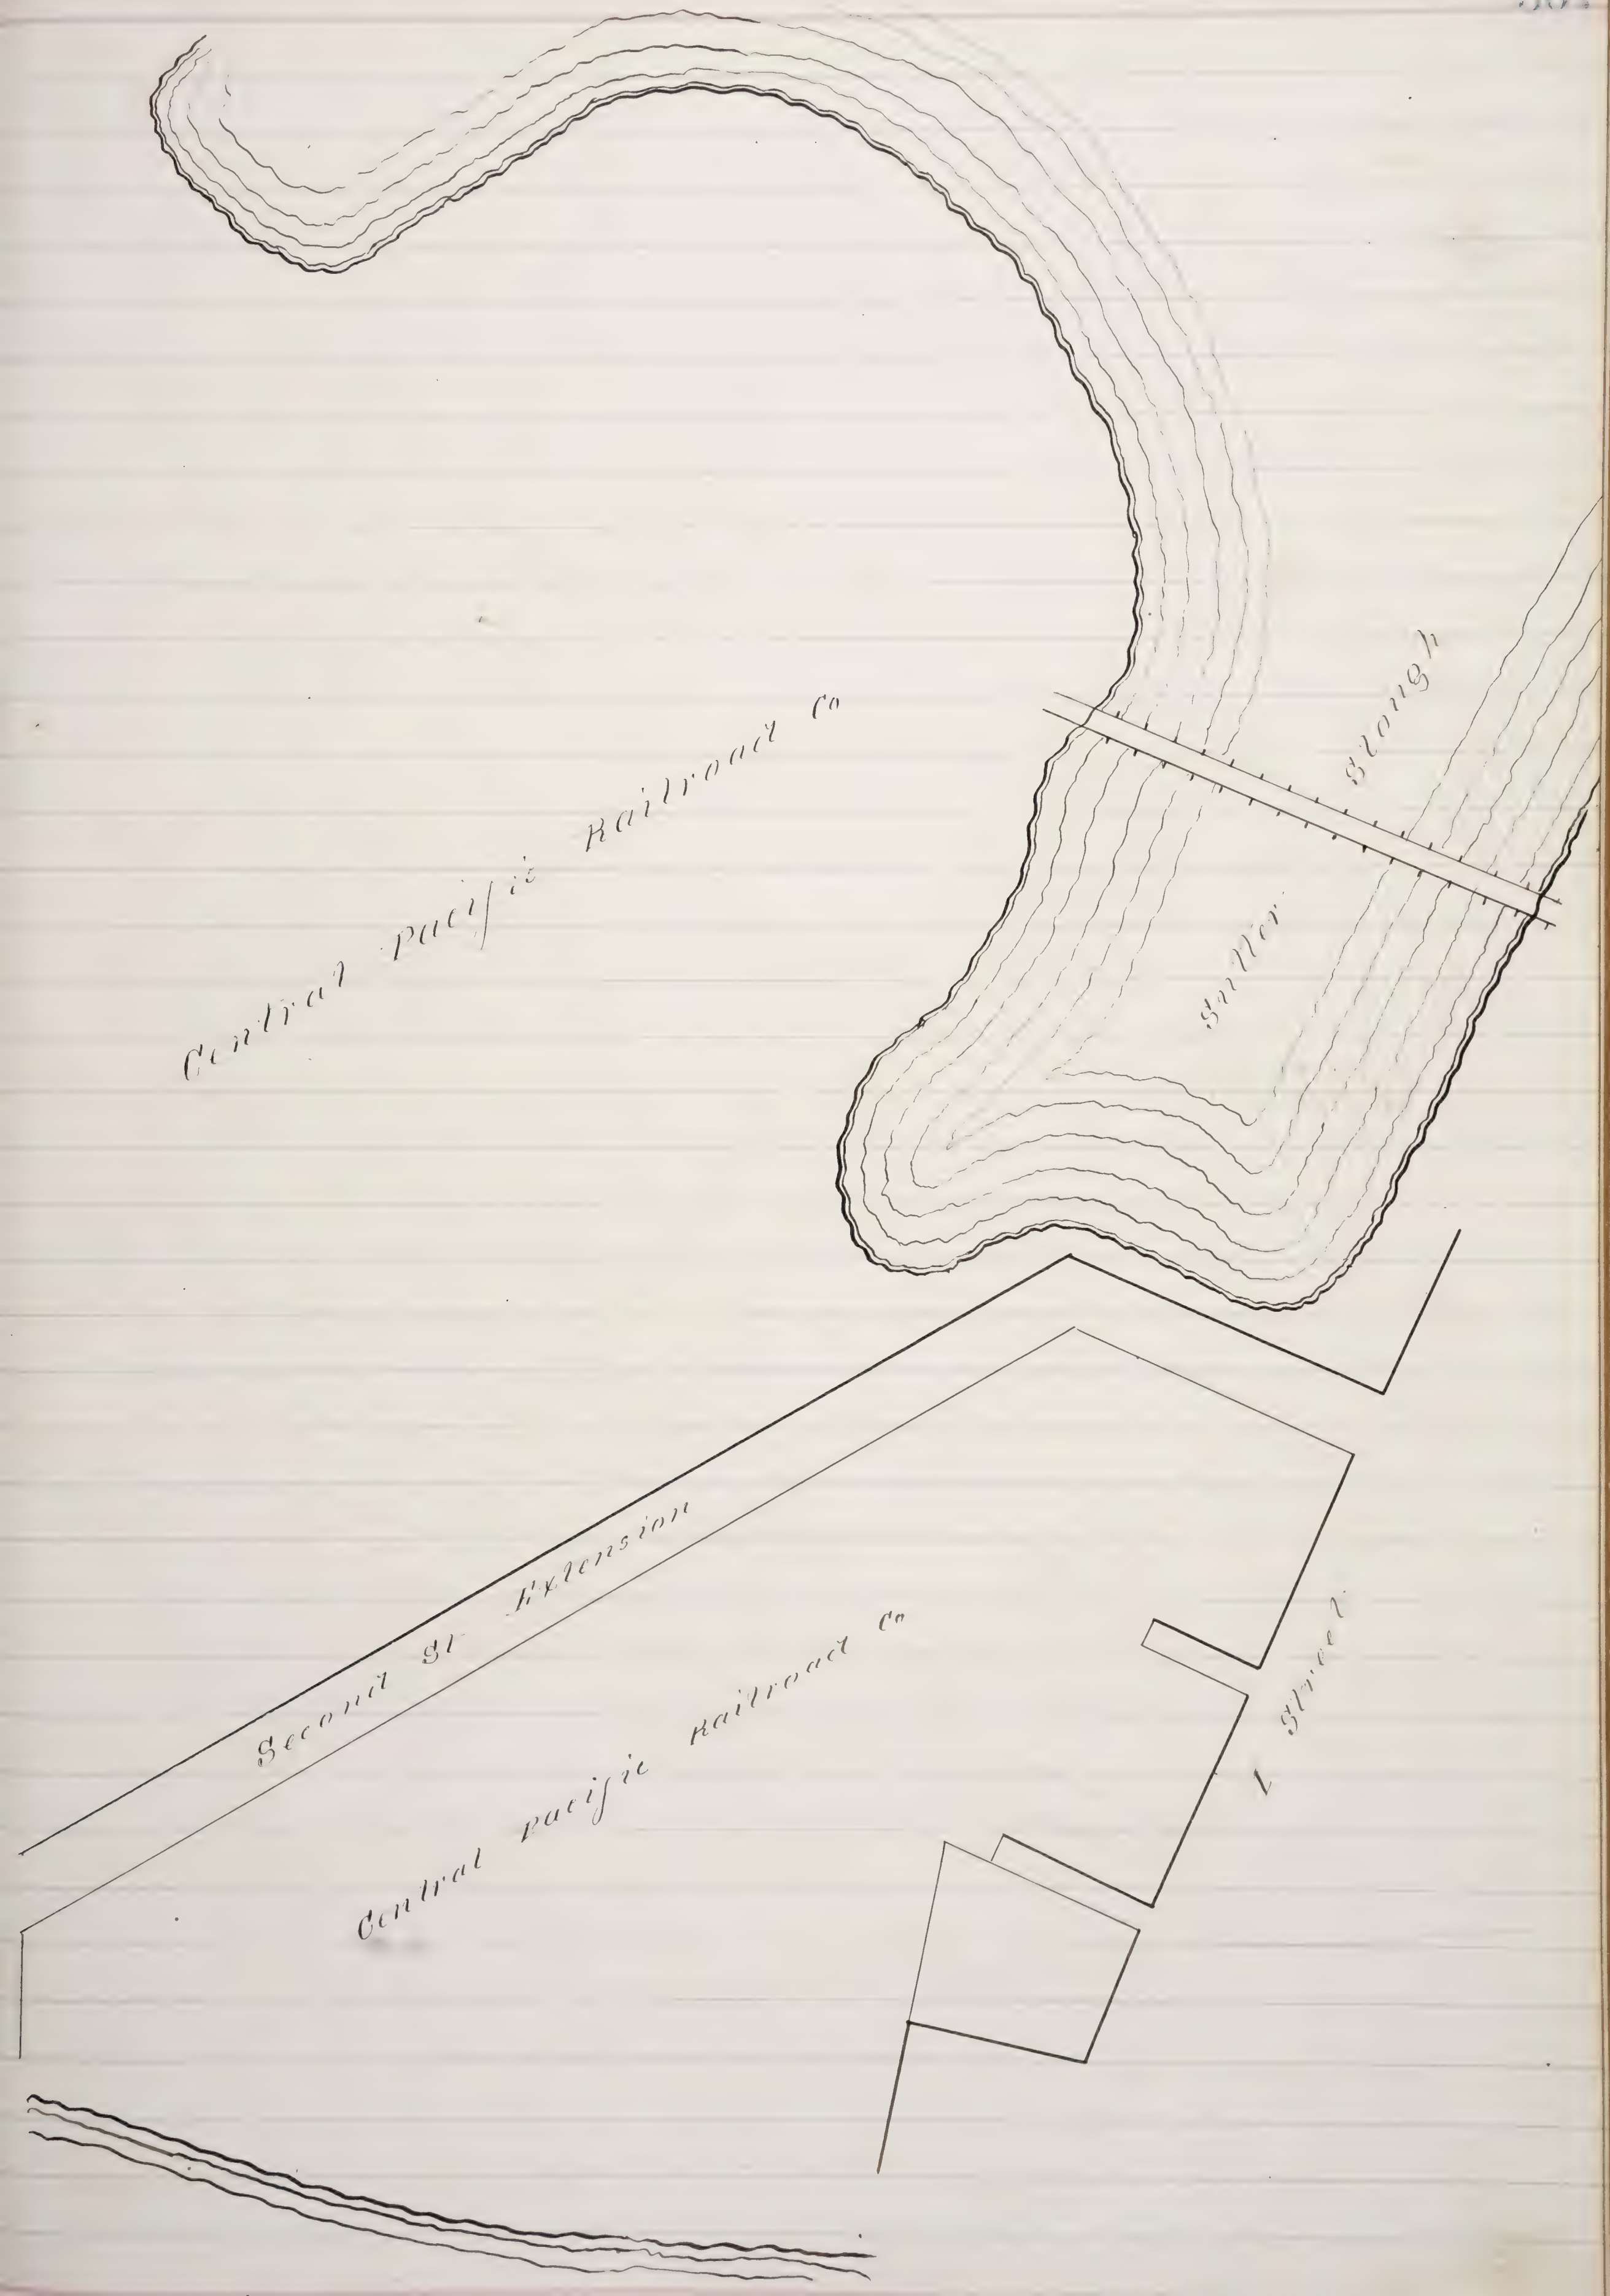 Central Pacific Railroad Co
Sutter Slough
Second St Extension
Central Pacific Railroad Co
I Street